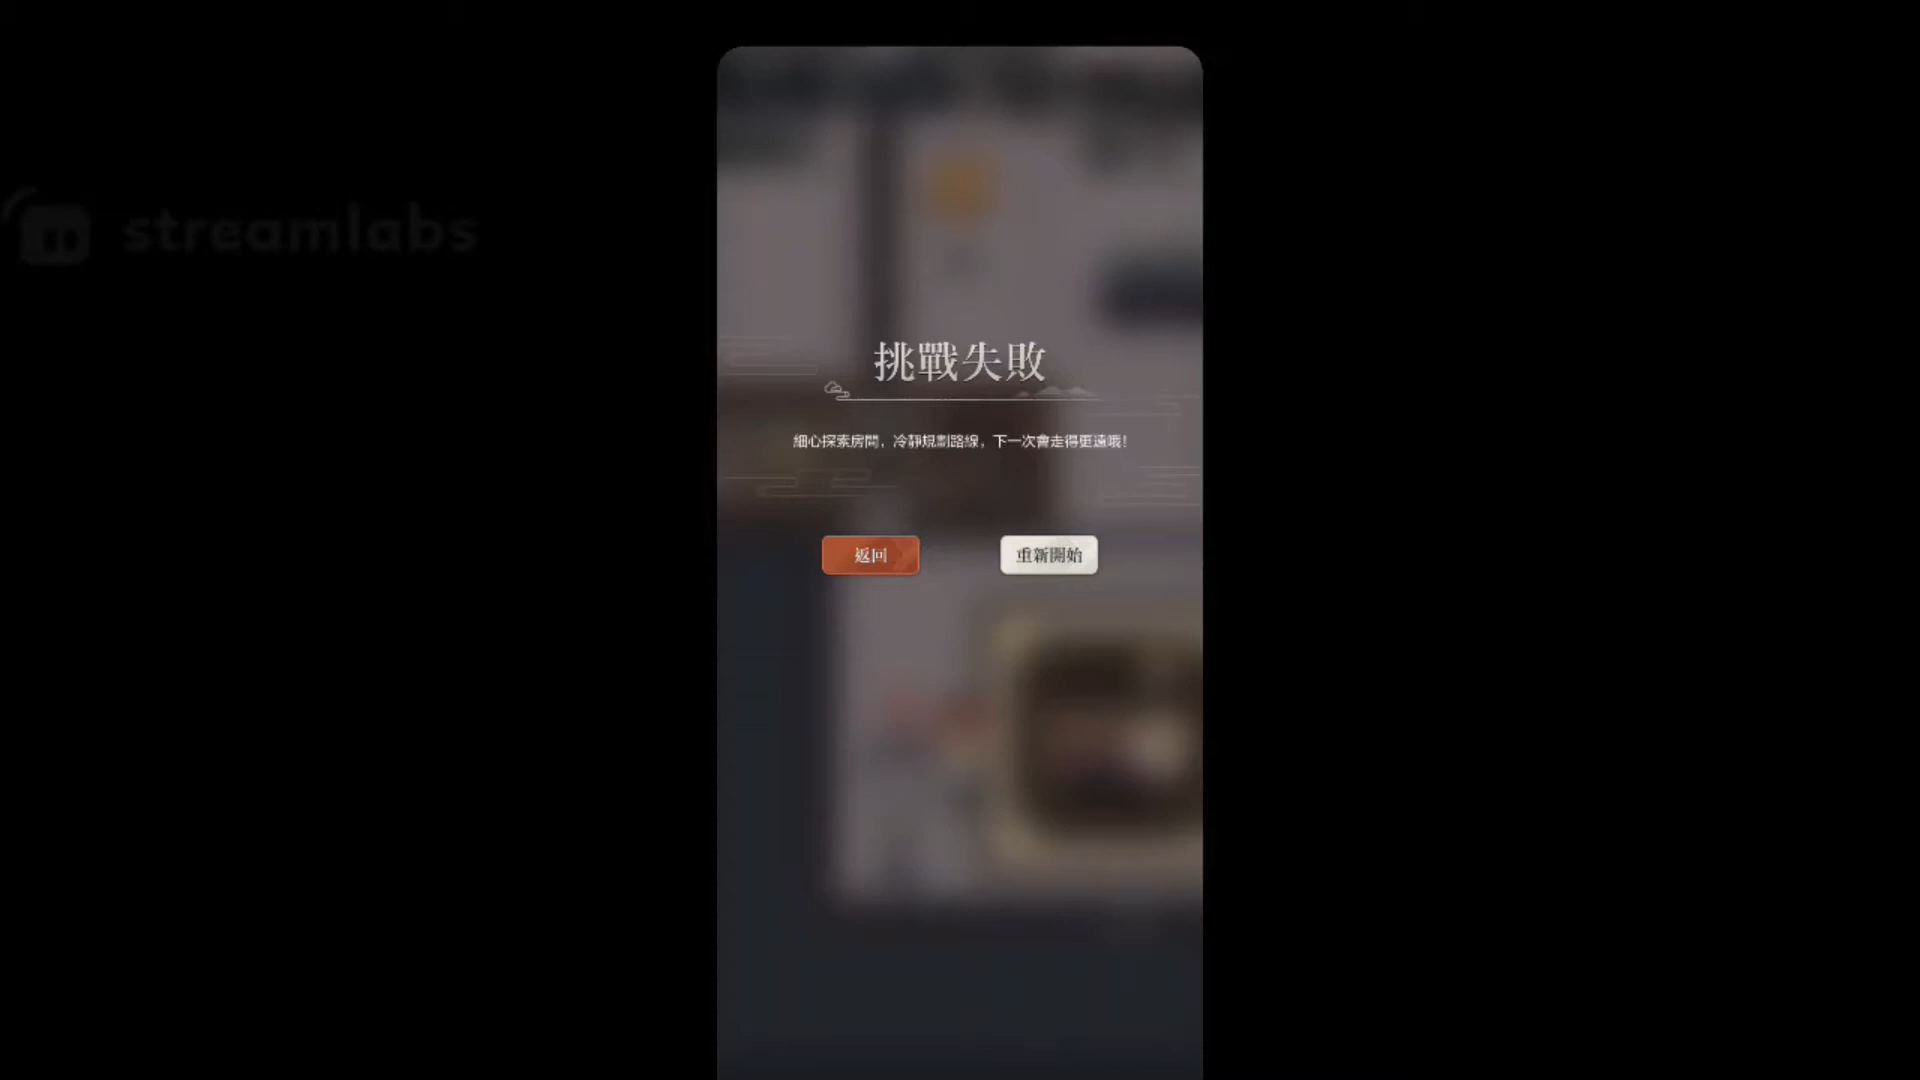 streamlabs
挑戰失敗
細心探索房間，冷靜規劃路線，下一次會走得更遠哦！
返回
重新開始